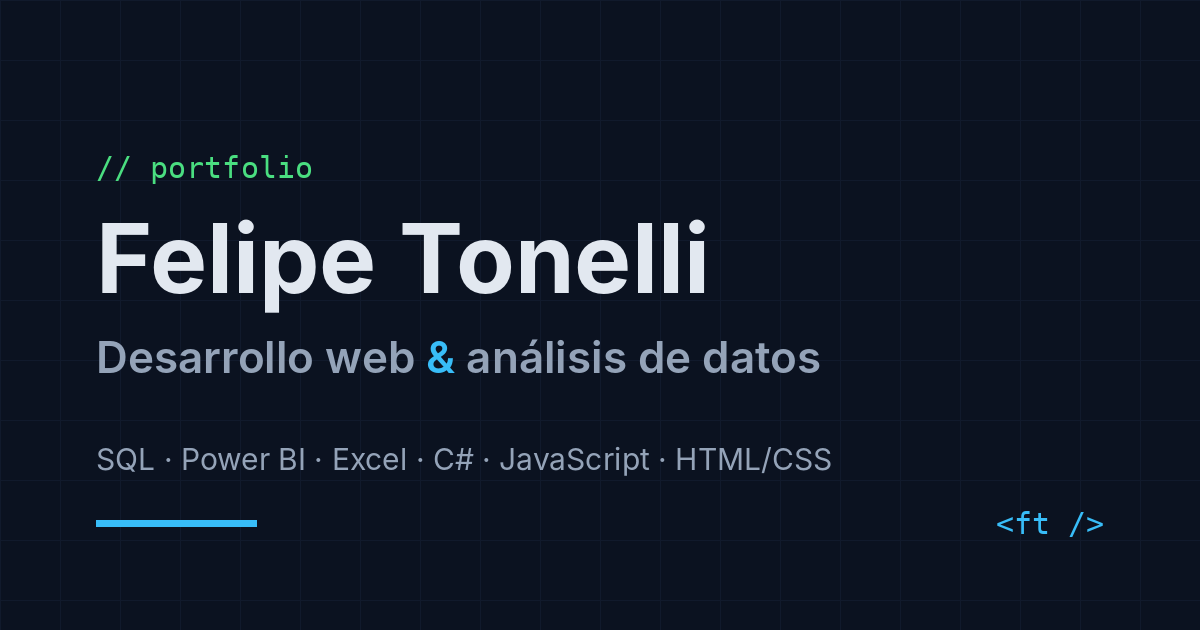 // portfolio
Felipe Tonelli
Desarrollo web & análisis de datos
SQL · Power BI · Excel · C# · JavaScript · HTML/CSS
<ft />